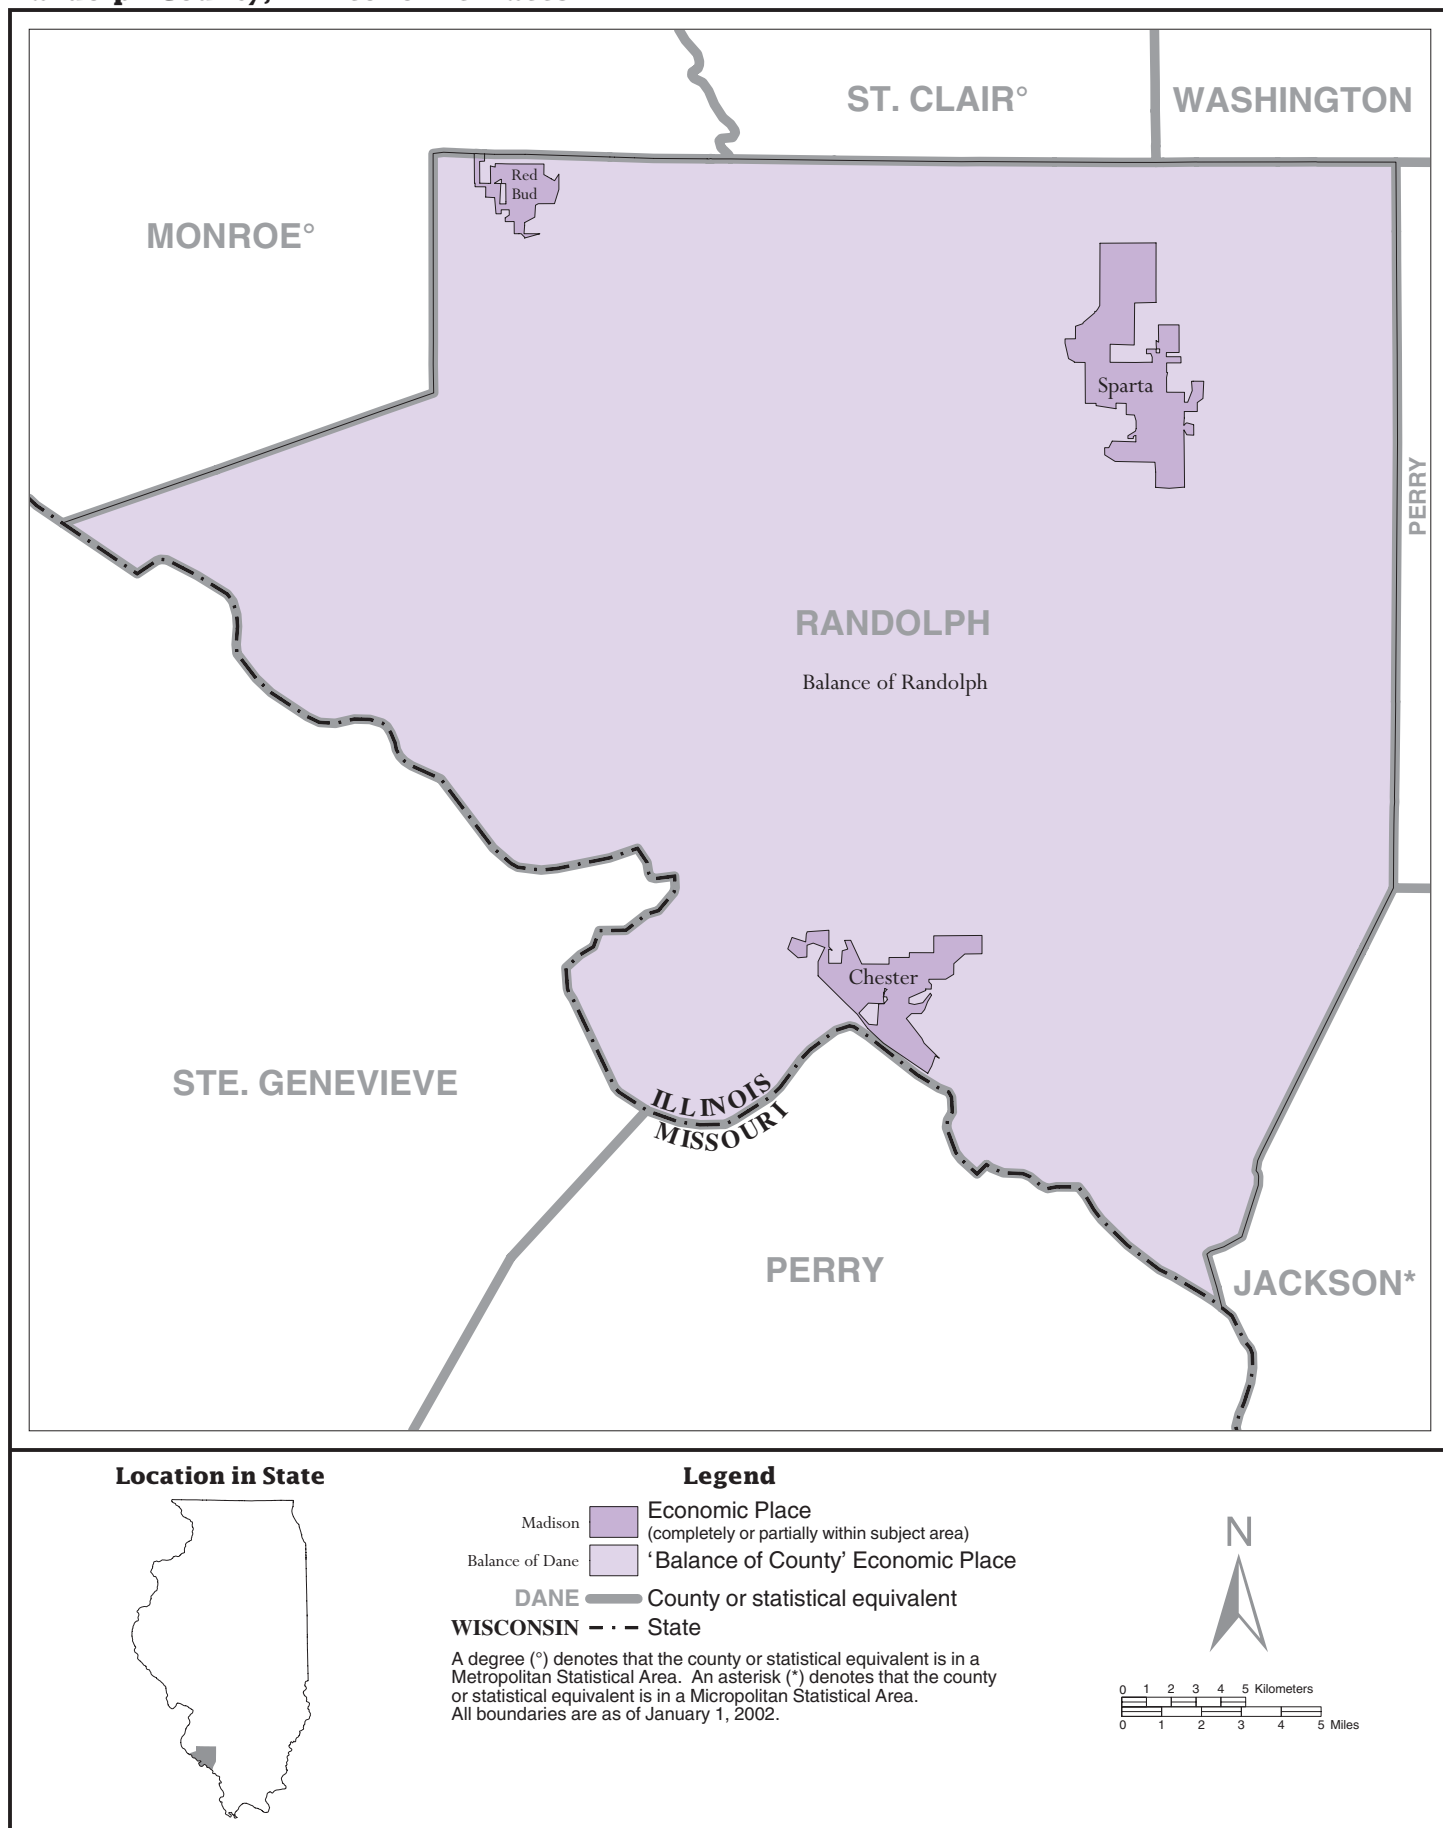 ST. CLAIR°
WASHINGTON
Red
Bud
MONROE°
Sparta
PERRY
RANDOLPH
Balance of Randolph
Chester
STE. GENEVIEVE
ILLINOIS
MISSOURI
PERRY
JACKSON*
Location in State
Legend
Madison
Economic Place
(completely or partially within subject area)
Balance of Dane
'Balance of County' Economic Place
DANE
County or statistical equivalent
WISCONSIN
State
A degree (°) denotes that the county or statistical equivalent is in a
Metropolitan Statistical Area.  An asterisk (*) denotes that the county
or statistical equivalent is in a Micropolitan Statistical Area.
All boundaries are as of January 1, 2002.
N
0 1 2 3 4 5 Kilometers
0 1 2 3 4 5 Miles